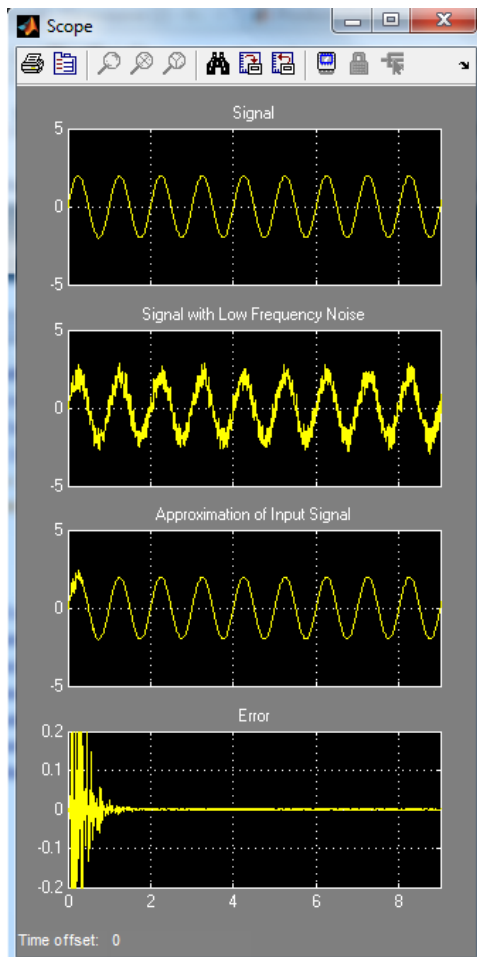 Scope
Signal
5
0
-5
Signal with Low Frequency Noise
5
0
-5
Approximation of Input Signal
5
0
-5
Error
0.2
0.1
0
-0.1
-0.2
0 2 4 6 8
Time offset: 0